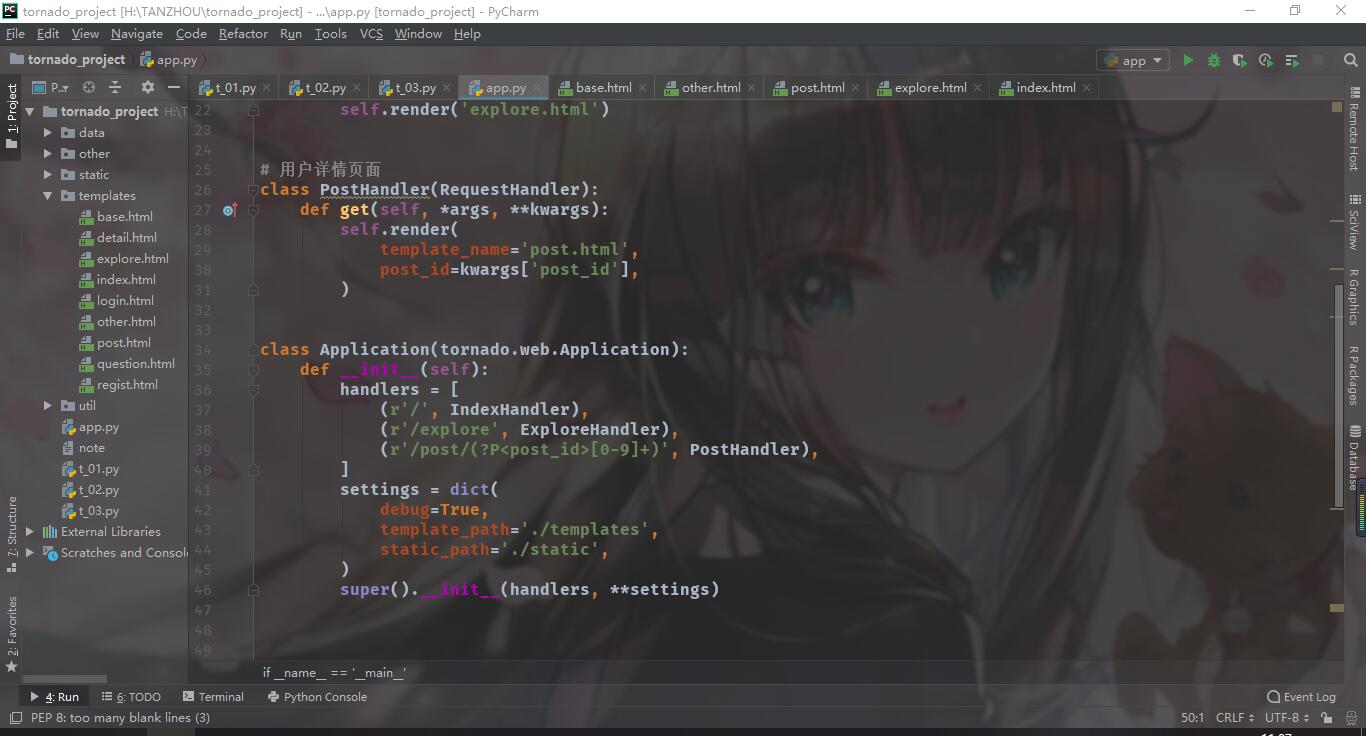 tornado_project [H:\TANZHOU\tornado_project] - ...\app.py [tornado_project] - PyCharm
File Edit View Navigate Code Refactor Run Tools VCS Window Help
tornado_project app.py app
P.. t_01.py t_02.py t_03.py app.py base.html other.html post.html explore.html index.html
1: Project
tornado_project H:\T
data
other
static
templates
base.html
detail.html
explore.html
index.html
login.html
other.html
post.html
question.html
regist.html
util
app.py
note
t_01.py
t_02.py
t_03.py
External Libraries
Scratches and Consol
7: Structure
2: Favorites
22 self.render('explore.html')
23
24
25 # 用户详情页面
26 class PostHandler(RequestHandler):
27 def get(self, *args, **kwargs):
28 self.render(
29 template_name='post.html',
30 post_id=kwargs['post_id'],
31 )
32
33
34 class Application(tornado.web.Application):
35 def __init__(self):
36 handlers = [
37 (r'/', IndexHandler),
38 (r'/explore', ExploreHandler),
39 (r'/post/(?P<post_id>[0-9]+)', PostHandler),
40 ]
41 settings = dict(
42 debug=True,
43 template_path='./templates',
44 static_path='./static',
45 )
46 super().__init__(handlers, **settings)
47
48
49
if __name__ == '__main__'
Remote Host
SciView
R Graphics
R Packages
Database
4: Run 6: TODO Terminal Python Console Event Log
PEP 8: too many blank lines (3) 50:1 CRLF UTF-8